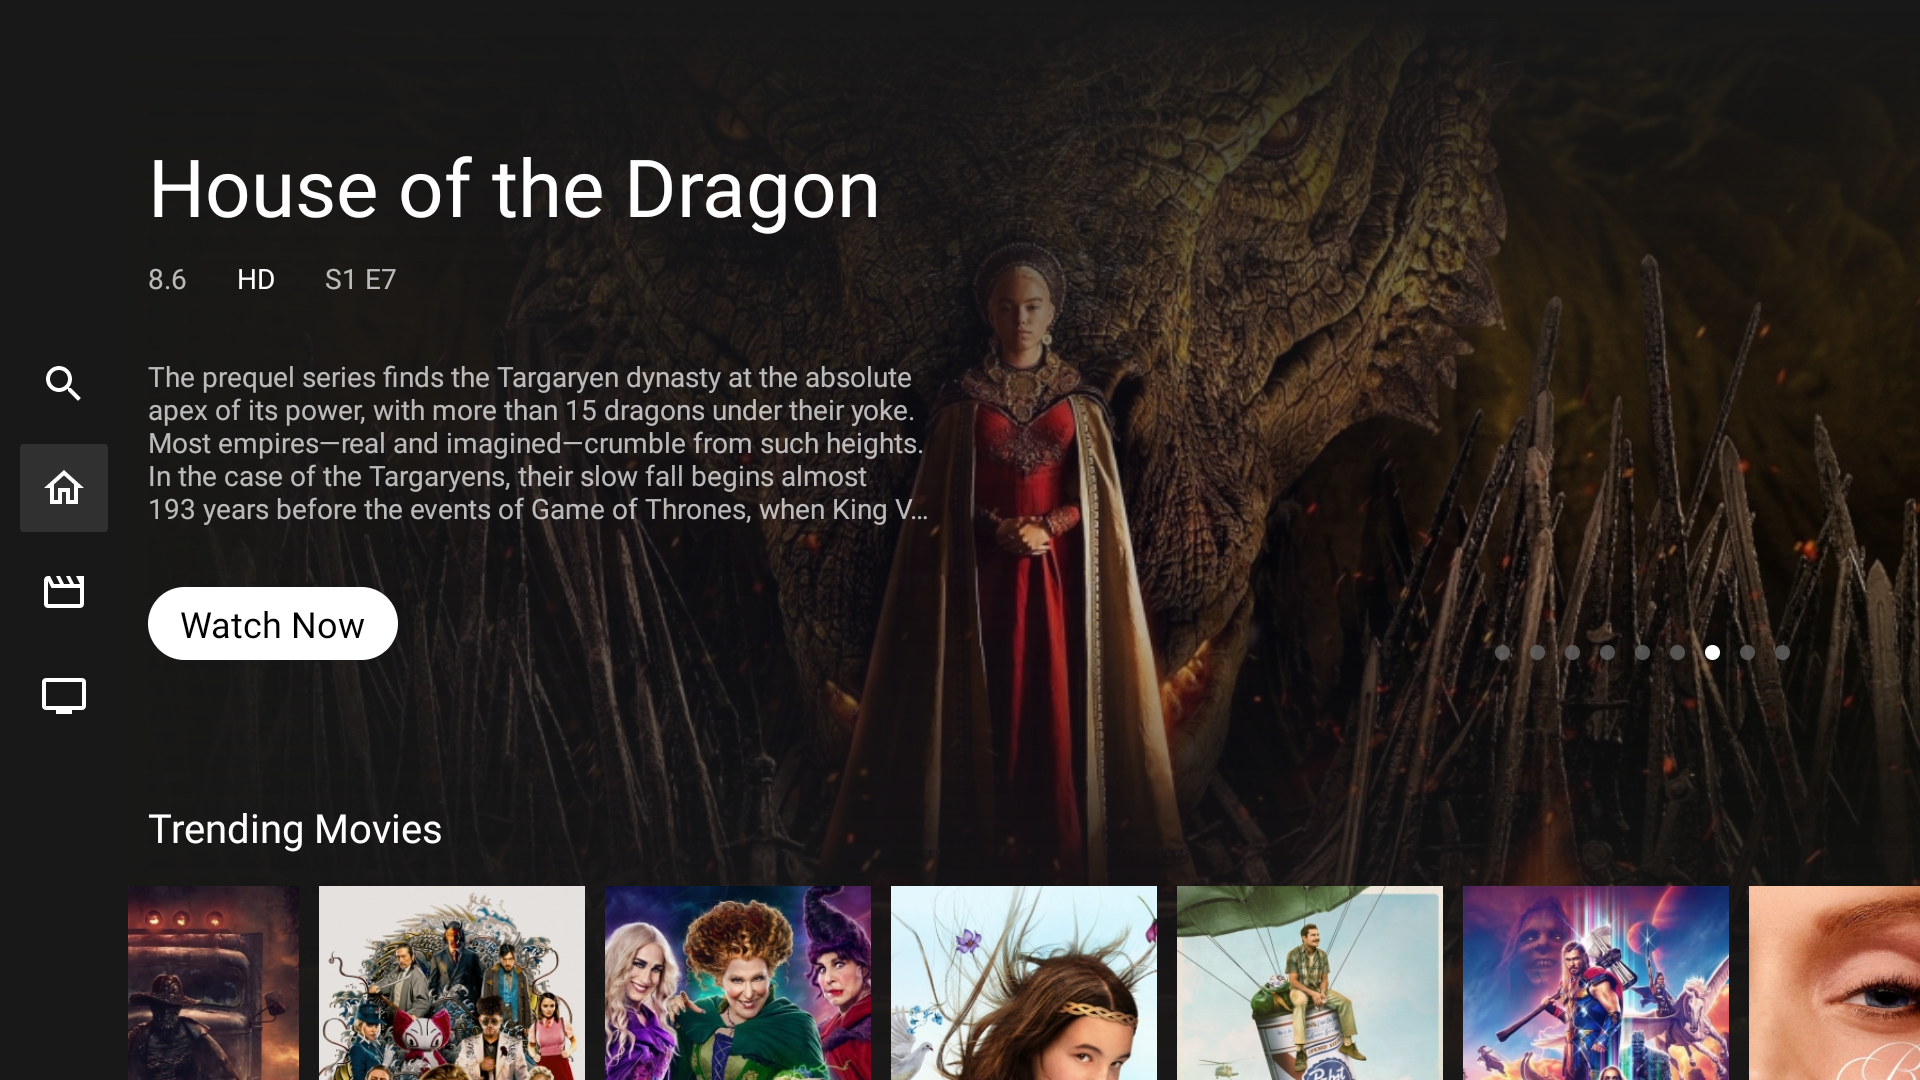 House of the Dragon
8.6 HD S1 E7
The prequel series finds the Targaryen dynasty at the absolute
apex of its power, with more than 15 dragons under their yoke.
Most empires—real and imagined—crumble from such heights.
In the case of the Targaryens, their slow fall begins almost
193 years before the events of Game of Thrones, when King V...
Watch Now
Trending Movies
Pabst